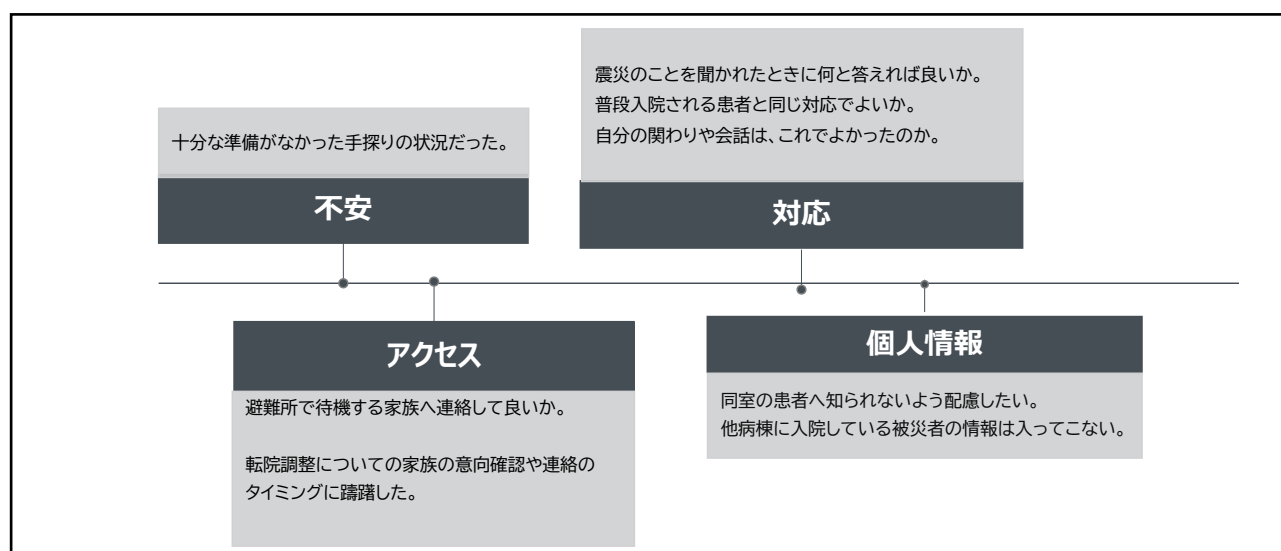 十分な準備がなかった手探りの状況だった。
不安
震災のことを聞かれたときに何と答えれば良いか。
普段入院される患者と同じ対応でよいか。
自分の関わりや会話は、これでよかったのか。
対応
アクセス
避難所で待機する家族へ連絡して良いか。
転院調整についての家族の意向確認や連絡の
タイミングに躊躇した。
個人情報
同室の患者へ知られないよう配慮したい。
他病棟に入院している被災者の情報は入ってこない。